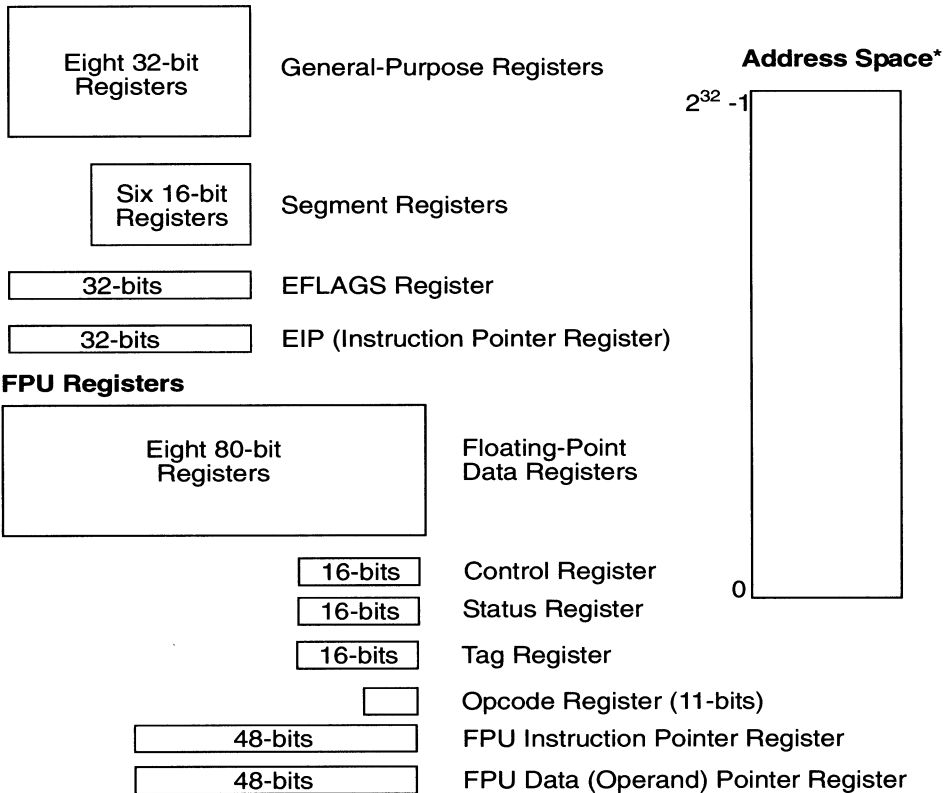 Eight 32-bit
Registers
General-Purpose Registers
Address Space*
2³² -1
Six 16-bit
Registers
Segment Registers
32-bits
EFLAGS Register
32-bits
EIP (Instruction Pointer Register)
FPU Registers
Eight 80-bit
Registers
Floating-Point
Data Registers
16-bits
Control Register
0
16-bits
Status Register
16-bits
Tag Register
Opcode Register (11-bits)
48-bits
FPU Instruction Pointer Register
48-bits
FPU Data (Operand) Pointer Register